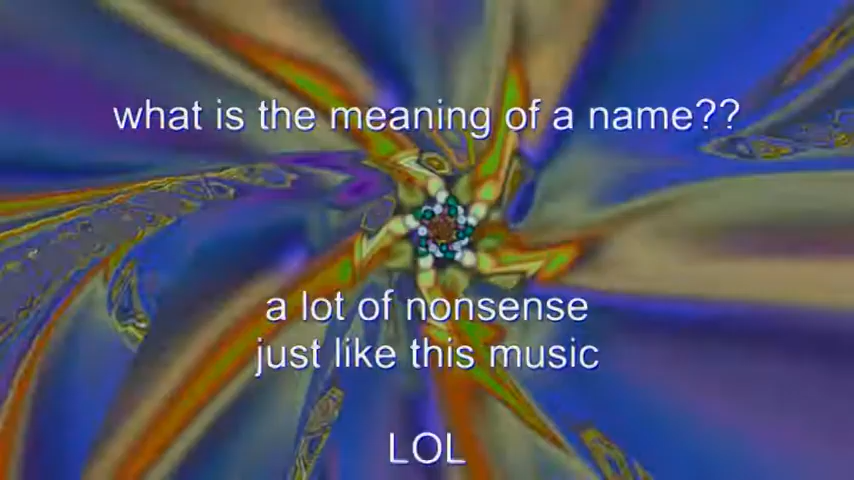 what is the meaning of a name??
a lot of nonsense
just like this music
LOL